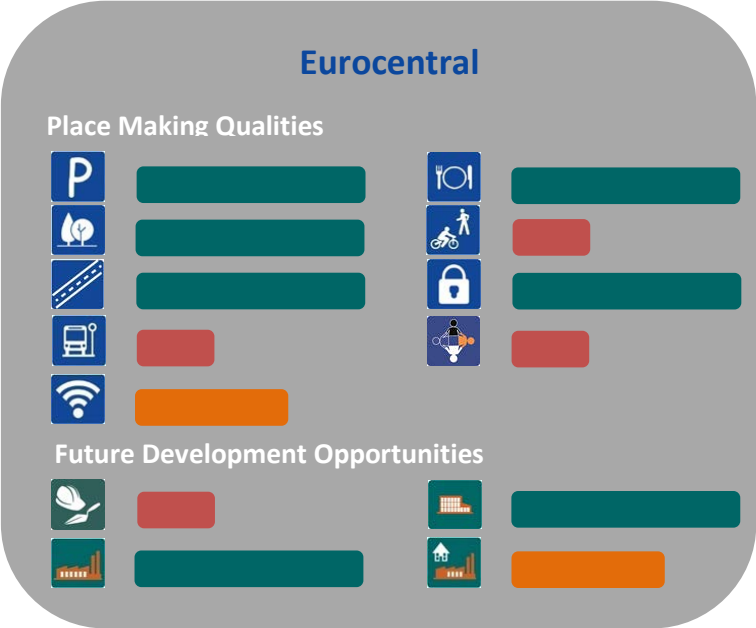 Eurocentral
Place Making Qualities
P
Future Development Opportunities